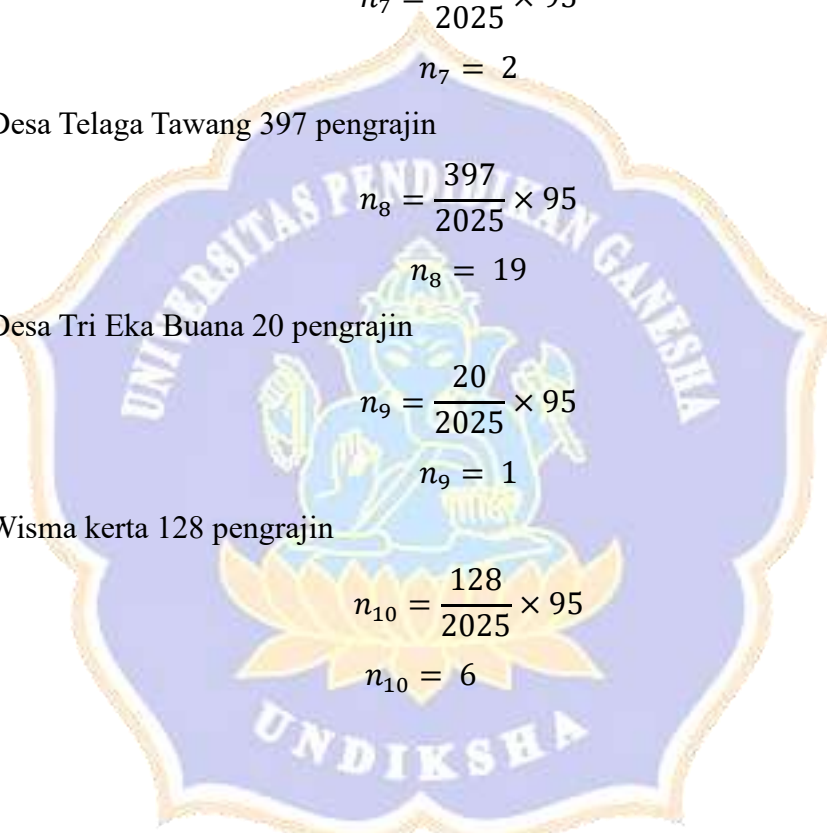 n₇ = /2025 × 95
n₇ = 2
Desa Telaga Tawang 397 pengrajin
n₈ = 397/2025 × 95
n₈ = 19
Desa Tri Eka Buana 20 pengrajin
n₉ = 20/2025 × 95
n₉ = 1
Wisma kerta 128 pengrajin
n₁₀ = 128/2025 × 95
n₁₀ = 6
UNIVERSITAS PENDIDIKAN GANESHA
UNDIKSHA